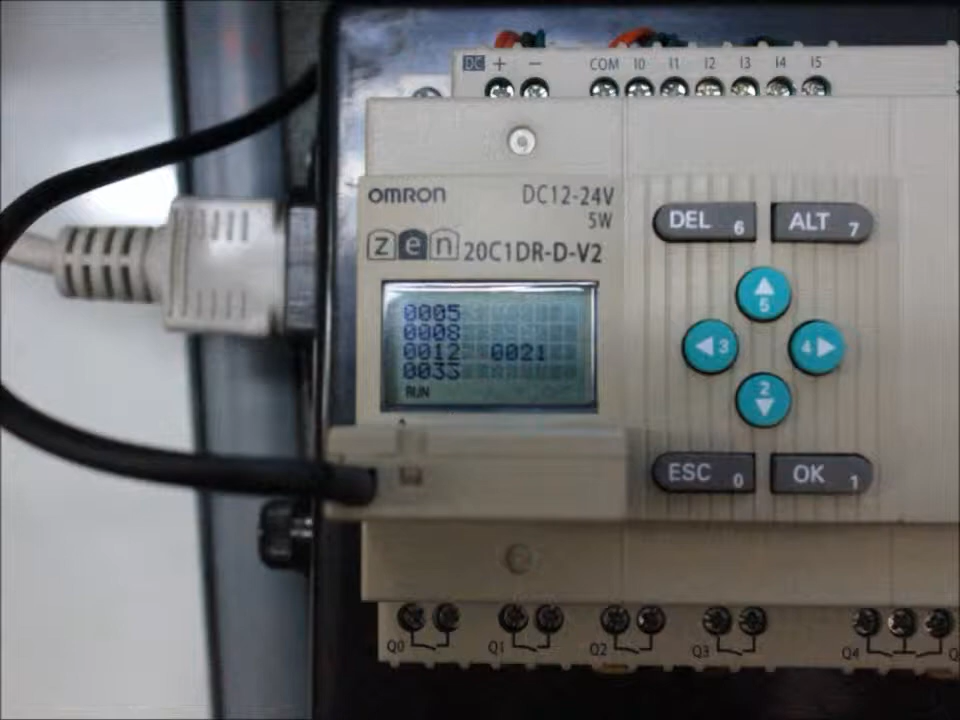 DC + − COM I0 I1 I2 I3 I4 I5
OMRON DC12-24V
5W
zen 20C1DR-D-V2
DEL 6 ALT 7
5
3 4
2
0005
0008
0012 0021
0033
RUN
ESC 0 OK 1
Q0 Q1 Q2 Q3 Q4